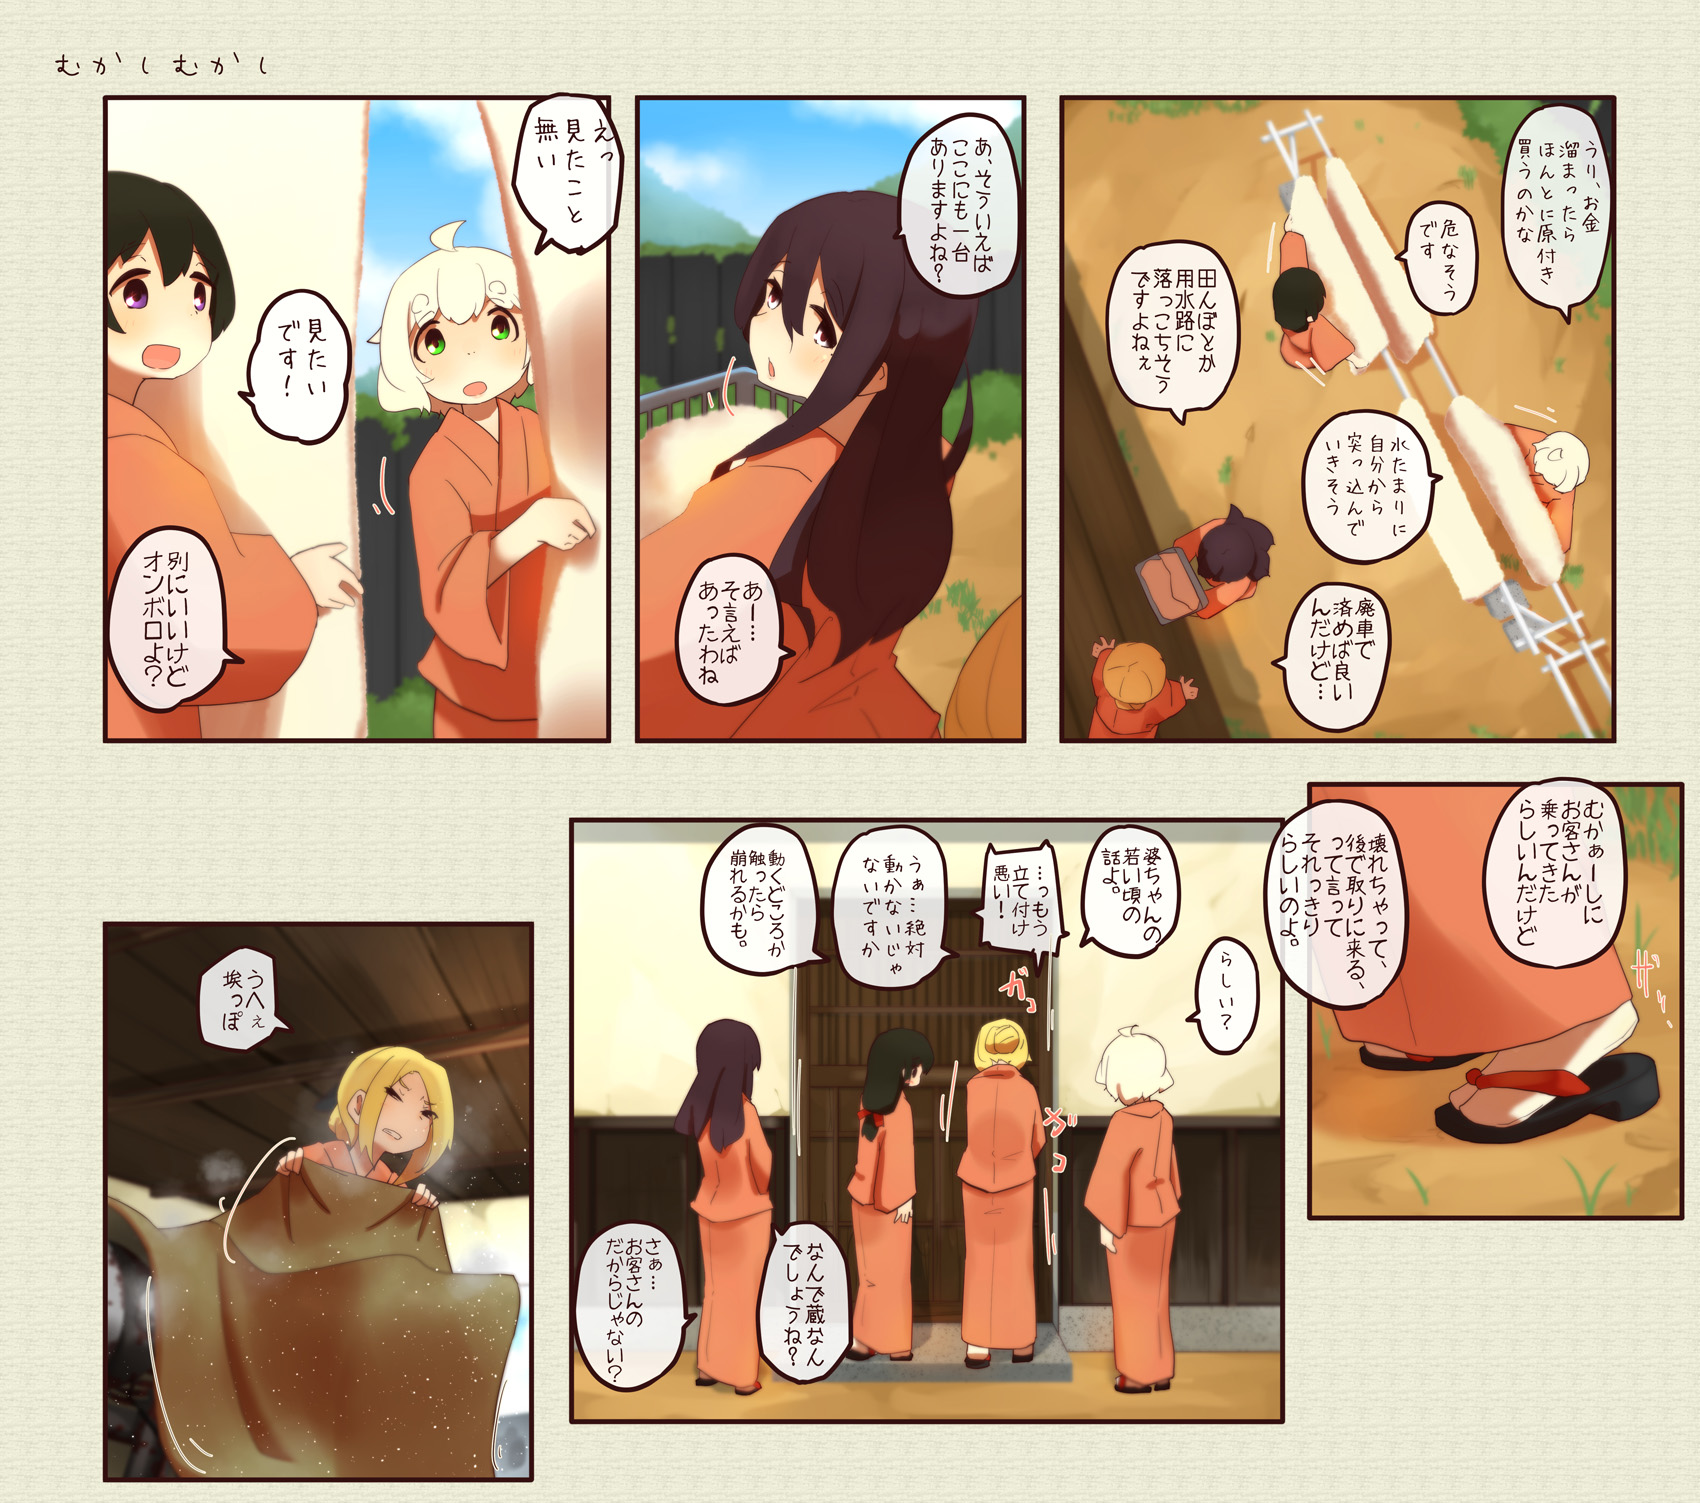 むかしむかし
うり、お金
溜まったら
ほんとに原付き
買うのかな
危なそう
です
田んぼとか
用水路に
落っこちそう
ですよねぇ
水たまりに
自分から
突っ込んで
いきそう
廃車で
済めば良い
んだけど…
あ、そういえば
ここにも一台
ありますよね?
あー…
そ言えば
あったわね
えっ
見たこと
無い
見たい
です!
別にいいけど
オンボロよ?
むかぁーしに
お客さんが
乗ってきた
らしいんだけど
壊れちゃって、
後で取りに来る、
って言って
それっきり
らしいのよ。
らしい?
婆ちゃんの
若い頃の
話よ。
…っもう
立て付け
悪い!
うぁ…絶対
動かないじゃ
ないですか
動くどころか
触ったら
崩れるかも。
なんで蔵なん
でしょうね?
さぁ…
お客さんの
だからじゃない?
ガコ
ガコ
うへぇ
埃っぽ